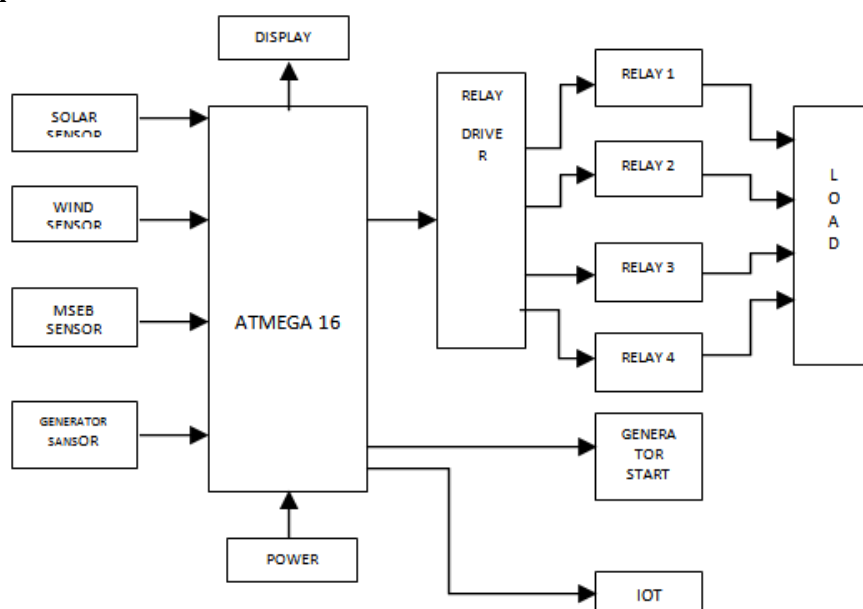 DISPLAY
SOLAR
SENSOR
WIND
SENSOR
MSEB
SENSOR
GENERATOR
SANSOR
ATMEGA 16
POWER
RELAY
DRIVE
R
RELAY 1
RELAY 2
RELAY 3
RELAY 4
GENERA
TOR
START
IOT
L
O
A
D